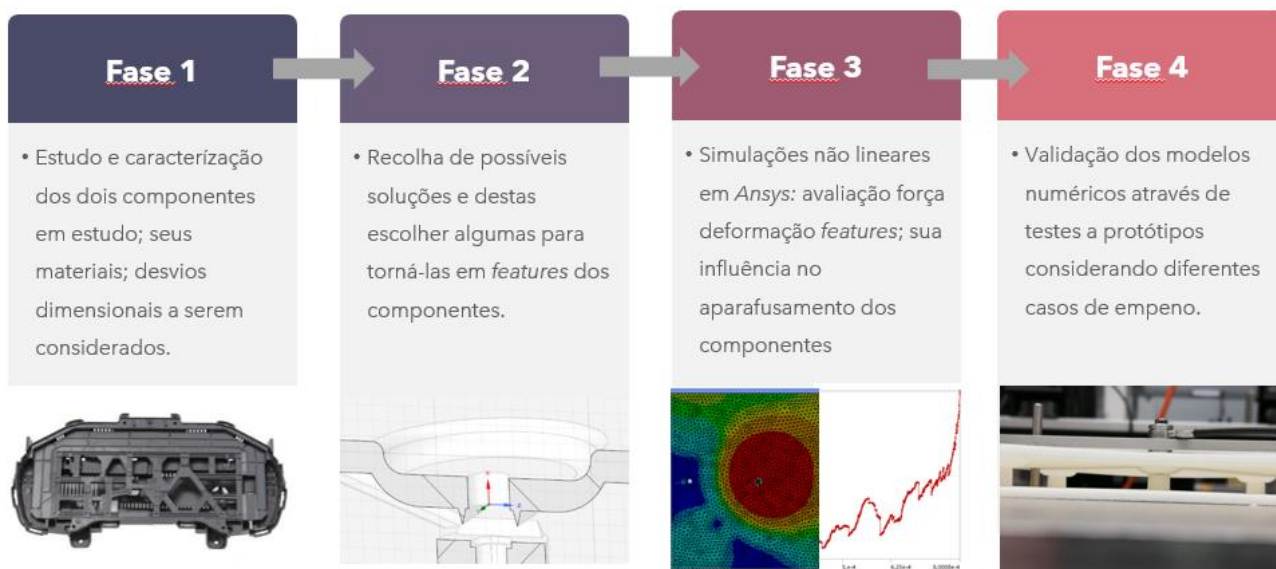 Fase 1
• Estudo e caracterízação
dos dois componentes
em estudo; seus
materiais; desvios
dimensionais a serem
considerados.
Fase 2
• Recolha de possíveis
soluções e destas
escolher algumas para
torná-las em features dos
componentes.
Fase 3
• Simulações não lineares
em Ansys: avaliação força
deformação features; sua
influência no
aparafusamento dos
componentes
Fase 4
• Validação dos modelos
numéricos através de
testes a protótipos
considerando diferentes
casos de empeno.